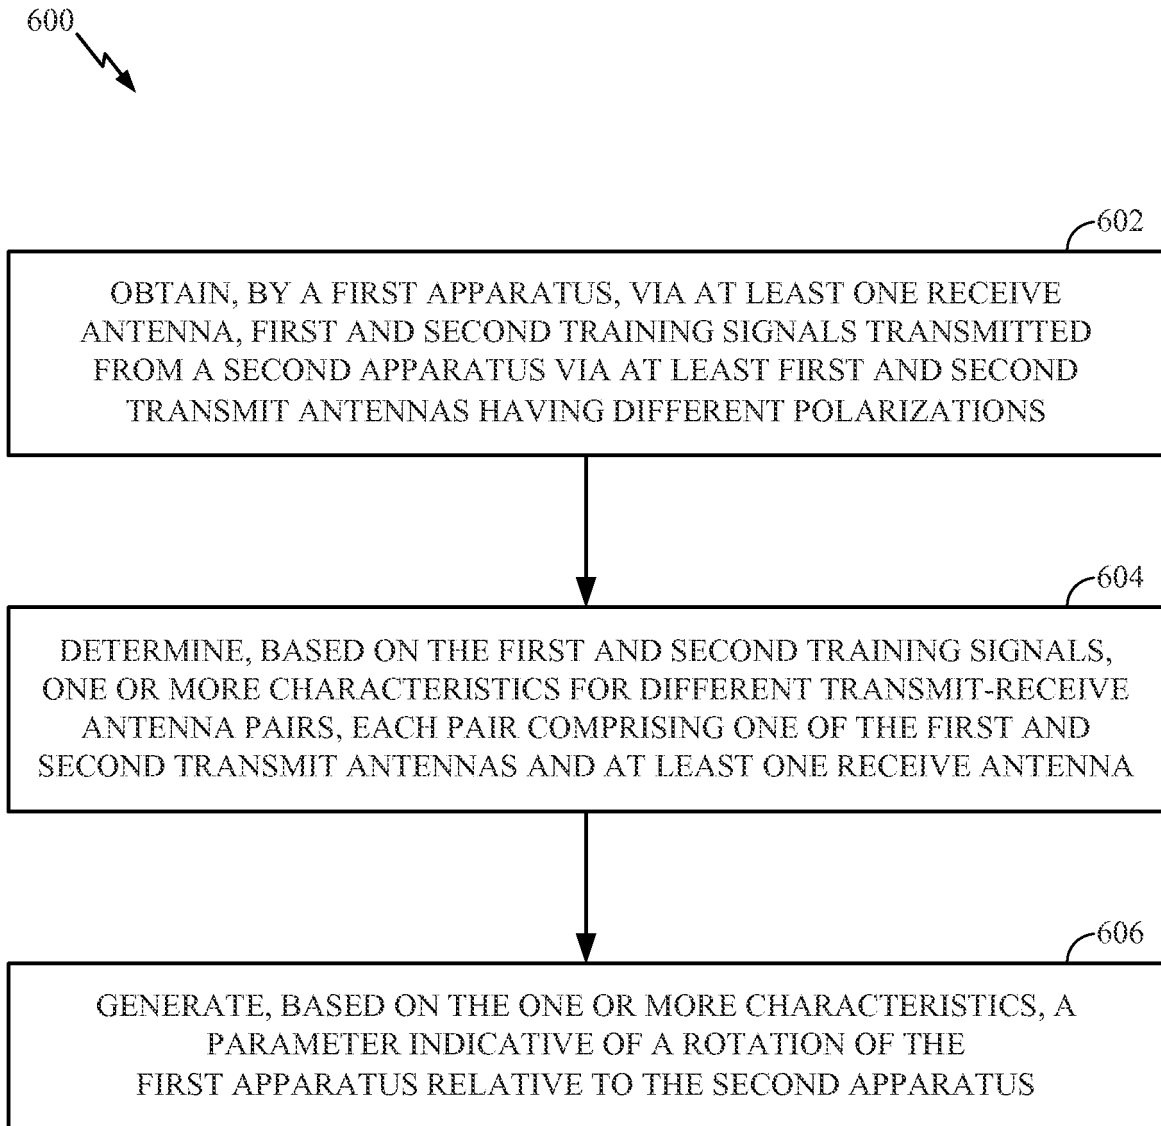 600
602
OBTAIN, BY A FIRST APPARATUS, VIA AT LEAST ONE RECEIVE
ANTENNA, FIRST AND SECOND TRAINING SIGNALS TRANSMITTED
FROM A SECOND APPARATUS VIA AT LEAST FIRST AND SECOND
TRANSMIT ANTENNAS HAVING DIFFERENT POLARIZATIONS
604
DETERMINE, BASED ON THE FIRST AND SECOND TRAINING SIGNALS,
ONE OR MORE CHARACTERISTICS FOR DIFFERENT TRANSMIT-RECEIVE
ANTENNA PAIRS, EACH PAIR COMPRISING ONE OF THE FIRST AND
SECOND TRANSMIT ANTENNAS AND AT LEAST ONE RECEIVE ANTENNA
606
GENERATE, BASED ON THE ONE OR MORE CHARACTERISTICS, A
PARAMETER INDICATIVE OF A ROTATION OF THE
FIRST APPARATUS RELATIVE TO THE SECOND APPARATUS